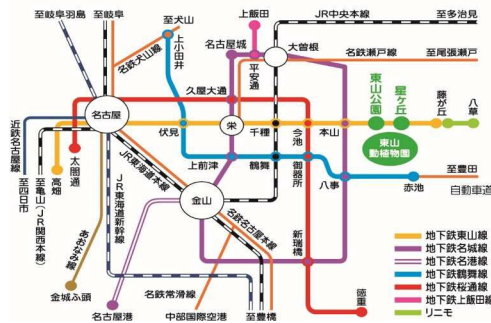 至岐阜羽島
至岐阜
至犬山
上飯田
JR中央本線
至多治見
名鉄犬山線
上小田井
名古屋城
平安通
大曽根
名鉄瀬戸線
至尾張瀬戸
久屋大通
東山公園
星ヶ丘
藤が丘
八草
名古屋
伏見
栄
千種
今池
本山
東山
動植物園
近鉄名古屋線
太閤通
JR東海道本線
上前津
鶴舞
御器所
八事
赤池
至豊田
自動車道
高畑
金山
至四日市
至亀山(JR関西本線)
JR東海道新幹線
名鉄名古屋本線
あおなみ線
新瑞橋
金城ふ頭
名鉄常滑線
名古屋港
中部国際空港
至豊橋
徳重
地下鉄東山線
地下鉄名城線
地下鉄名港線
地下鉄鶴舞線
地下鉄桜通線
地下鉄上飯田線
リニモ